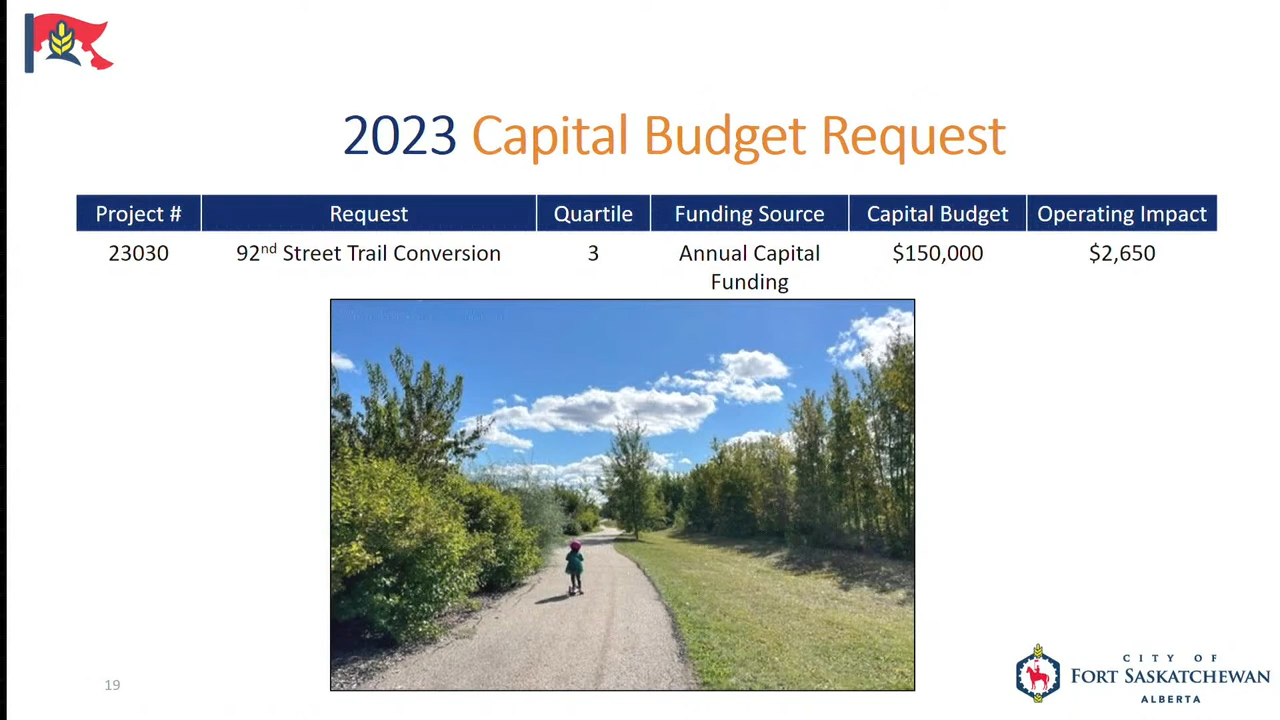 2023 Capital Budget Request
Project # Request Quartile Funding Source Capital Budget Operating Impact
23030 92nd Street Trail Conversion 3 Annual Capital Funding $150,000 $2,650
19
CITY OF
FORT SASKATCHEWAN
ALBERTA